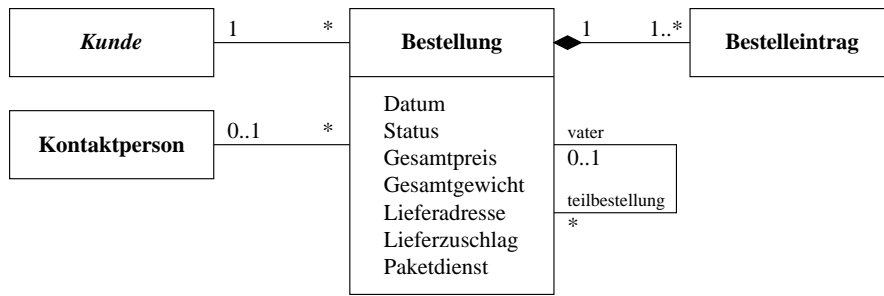 Kunde
1
*
Bestellung
1
1..*
Bestelleintrag
Kontaktperson
0..1
*
Datum
Status
Gesamtpreis
Gesamtgewicht
Lieferadresse
Lieferzuschlag
Paketdienst
vater
0..1
teilbestellung
*